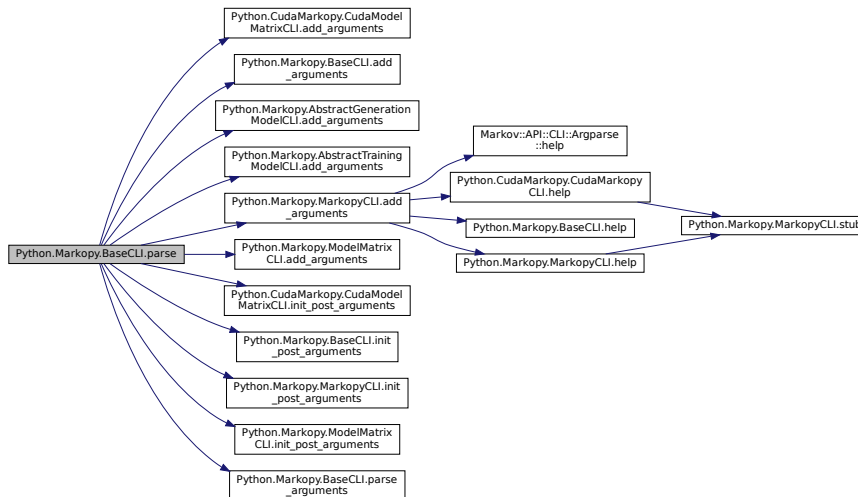 Python.CudaMarkopy.CudaModel
MatrixCLI.add_arguments
Python.Markopy.BaseCLI.add
_arguments
Python.Markopy.AbstractGeneration
ModelCLI.add_arguments
Python.Markopy.AbstractTraining
ModelCLI.add_arguments
Python.Markopy.MarkopyCLI.add
_arguments
Python.Markopy.BaseCLI.parse
Python.Markopy.ModelMatrix
CLI.add_arguments
Python.CudaMarkopy.CudaModel
MatrixCLI.init_post_arguments
Python.Markopy.BaseCLI.init
_post_arguments
Python.Markopy.MarkopyCLI.init
_post_arguments
Python.Markopy.ModelMatrix
CLI.init_post_arguments
Python.Markopy.BaseCLI.parse
_arguments
Markov::API::CLI::Argparse
::help
Python.CudaMarkopy.CudaMarkopy
CLI.help
Python.Markopy.BaseCLI.help
Python.Markopy.MarkopyCLI.help
Python.Markopy.MarkopyCLI.stub